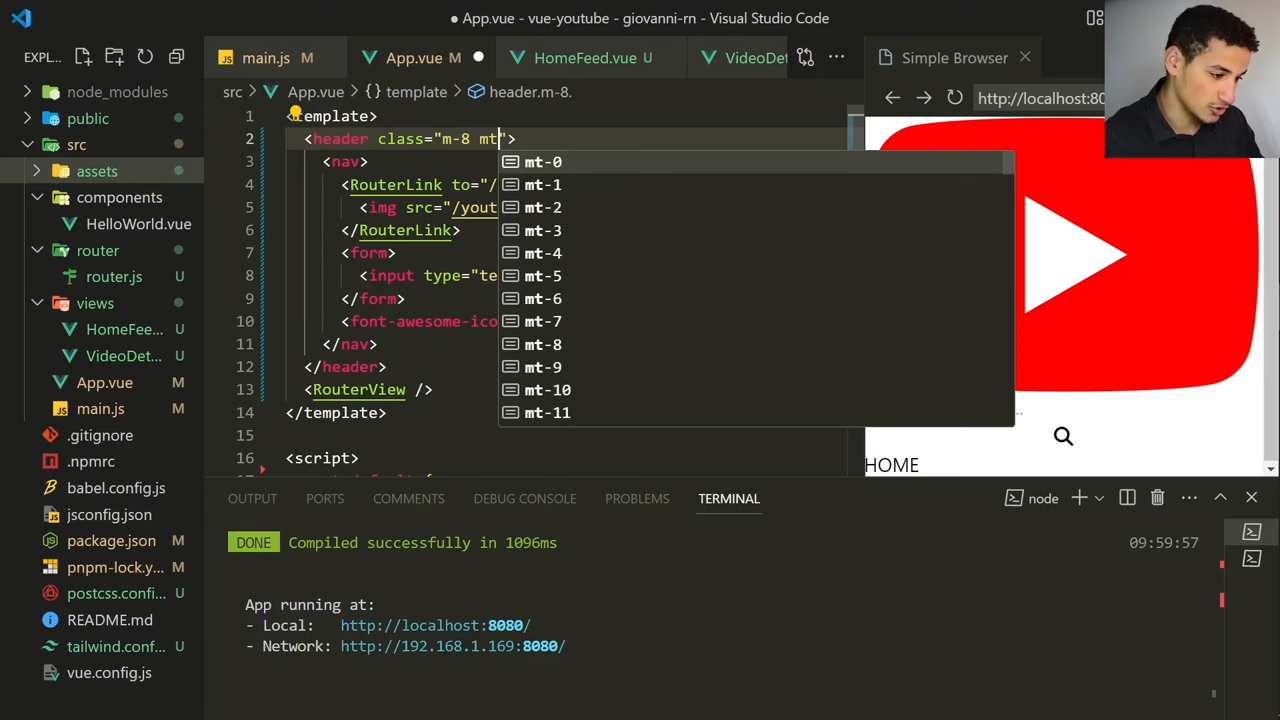 ● App.vue - vue-youtube - giovanni-rn - Visual Studio Code
EXPL...
main.js M
App.vue M
HomeFeed.vue U
VideoDet
Simple Browser
node_modules
src > App.vue > {} template > header.m-8.
http://localhost:80
public
src
assets
components
HelloWorld.vue
router
router.js U
views
HomeFee... U
VideoDet... U
App.vue M
main.js M
.gitignore
.npmrc
babel.config.js
jsconfig.json
package.json M
pnpm-lock.y... M
postcss.confi... U
README.md
tailwind.conf... U
vue.config.js
1 <template>
2 <header class="m-8 mt">
3 <nav>
4 <RouterLink to="/
5 <img src="/yout
6 </RouterLink>
7 <form>
8 <input type="te
9 </form>
10 <font-awesome-ico
11 </nav>
12 </header>
13 <RouterView />
14 </template>
15
16 <script>
mt-0
mt-1
mt-2
mt-3
mt-4
mt-5
mt-6
mt-7
mt-8
mt-9
mt-10
mt-11
HOME
OUTPUT PORTS COMMENTS DEBUG CONSOLE PROBLEMS TERMINAL
node
DONE Compiled successfully in 1096ms
09:59:57
App running at:
- Local: http://localhost:8080/
- Network: http://192.168.1.169:8080/